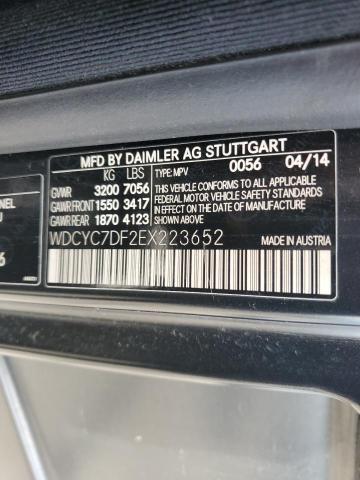 MFD BY DAIMLER AG STUTTGART
KG LBS
TYPE: MPV 0056 04/14
GVWR 3200 7056
GAWR FRONT 1550 3417
GAWR REAR 1870 4123
THIS VEHICLE CONFORMS TO ALL APPLICABLE
FEDERAL MOTOR VEHICLE SAFETY STANDARDS
IN EFFECT ON THE DATE OF MANUFACTURE
SHOWN ABOVE.
WDCYC7DF2EX223652
MADE IN AUSTRIA
NEL
U
6